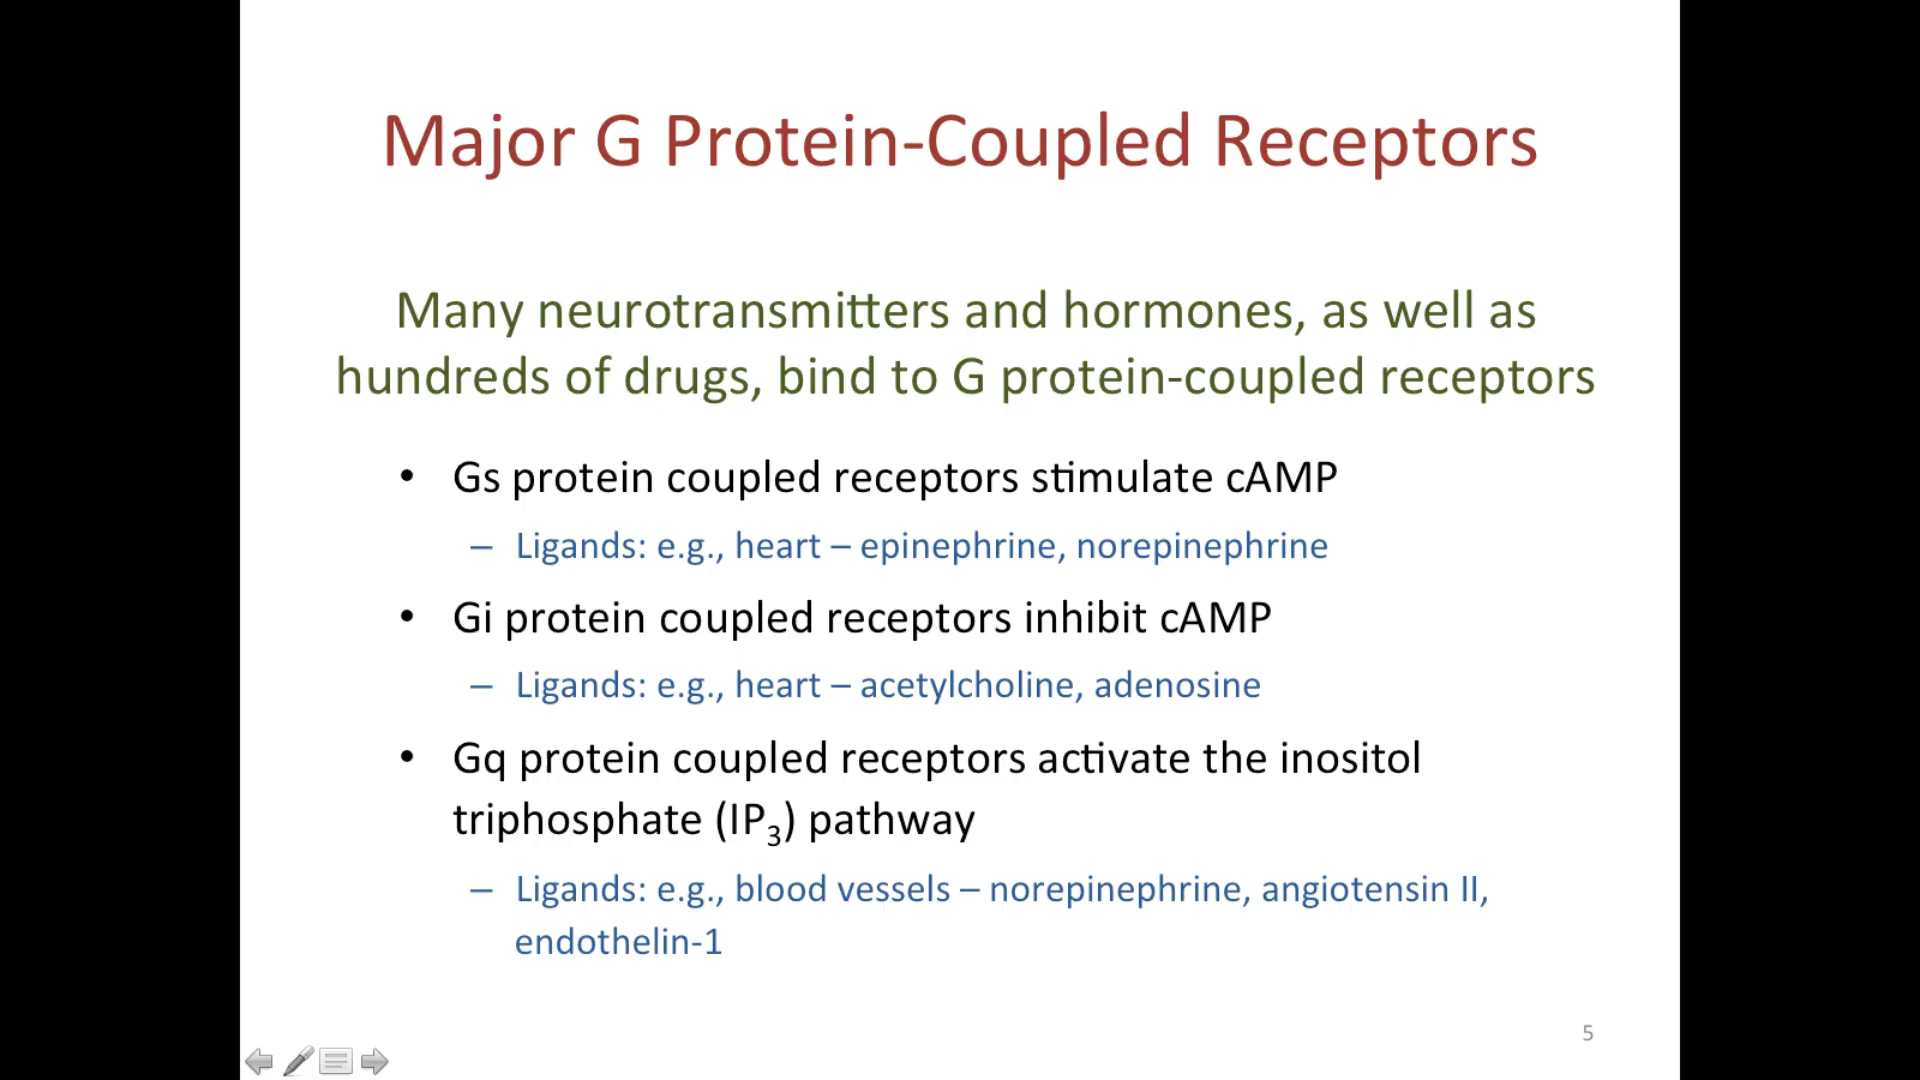 Major G Protein-Coupled Receptors
Many neurotransmitters and hormones, as well as
hundreds of drugs, bind to G protein-coupled receptors
• Gs protein coupled receptors stimulate cAMP
– Ligands: e.g., heart – epinephrine, norepinephrine
• Gi protein coupled receptors inhibit cAMP
– Ligands: e.g., heart – acetylcholine, adenosine
• Gq protein coupled receptors activate the inositol
triphosphate (IP₃) pathway
– Ligands: e.g., blood vessels – norepinephrine, angiotensin II,
endothelin-1
5